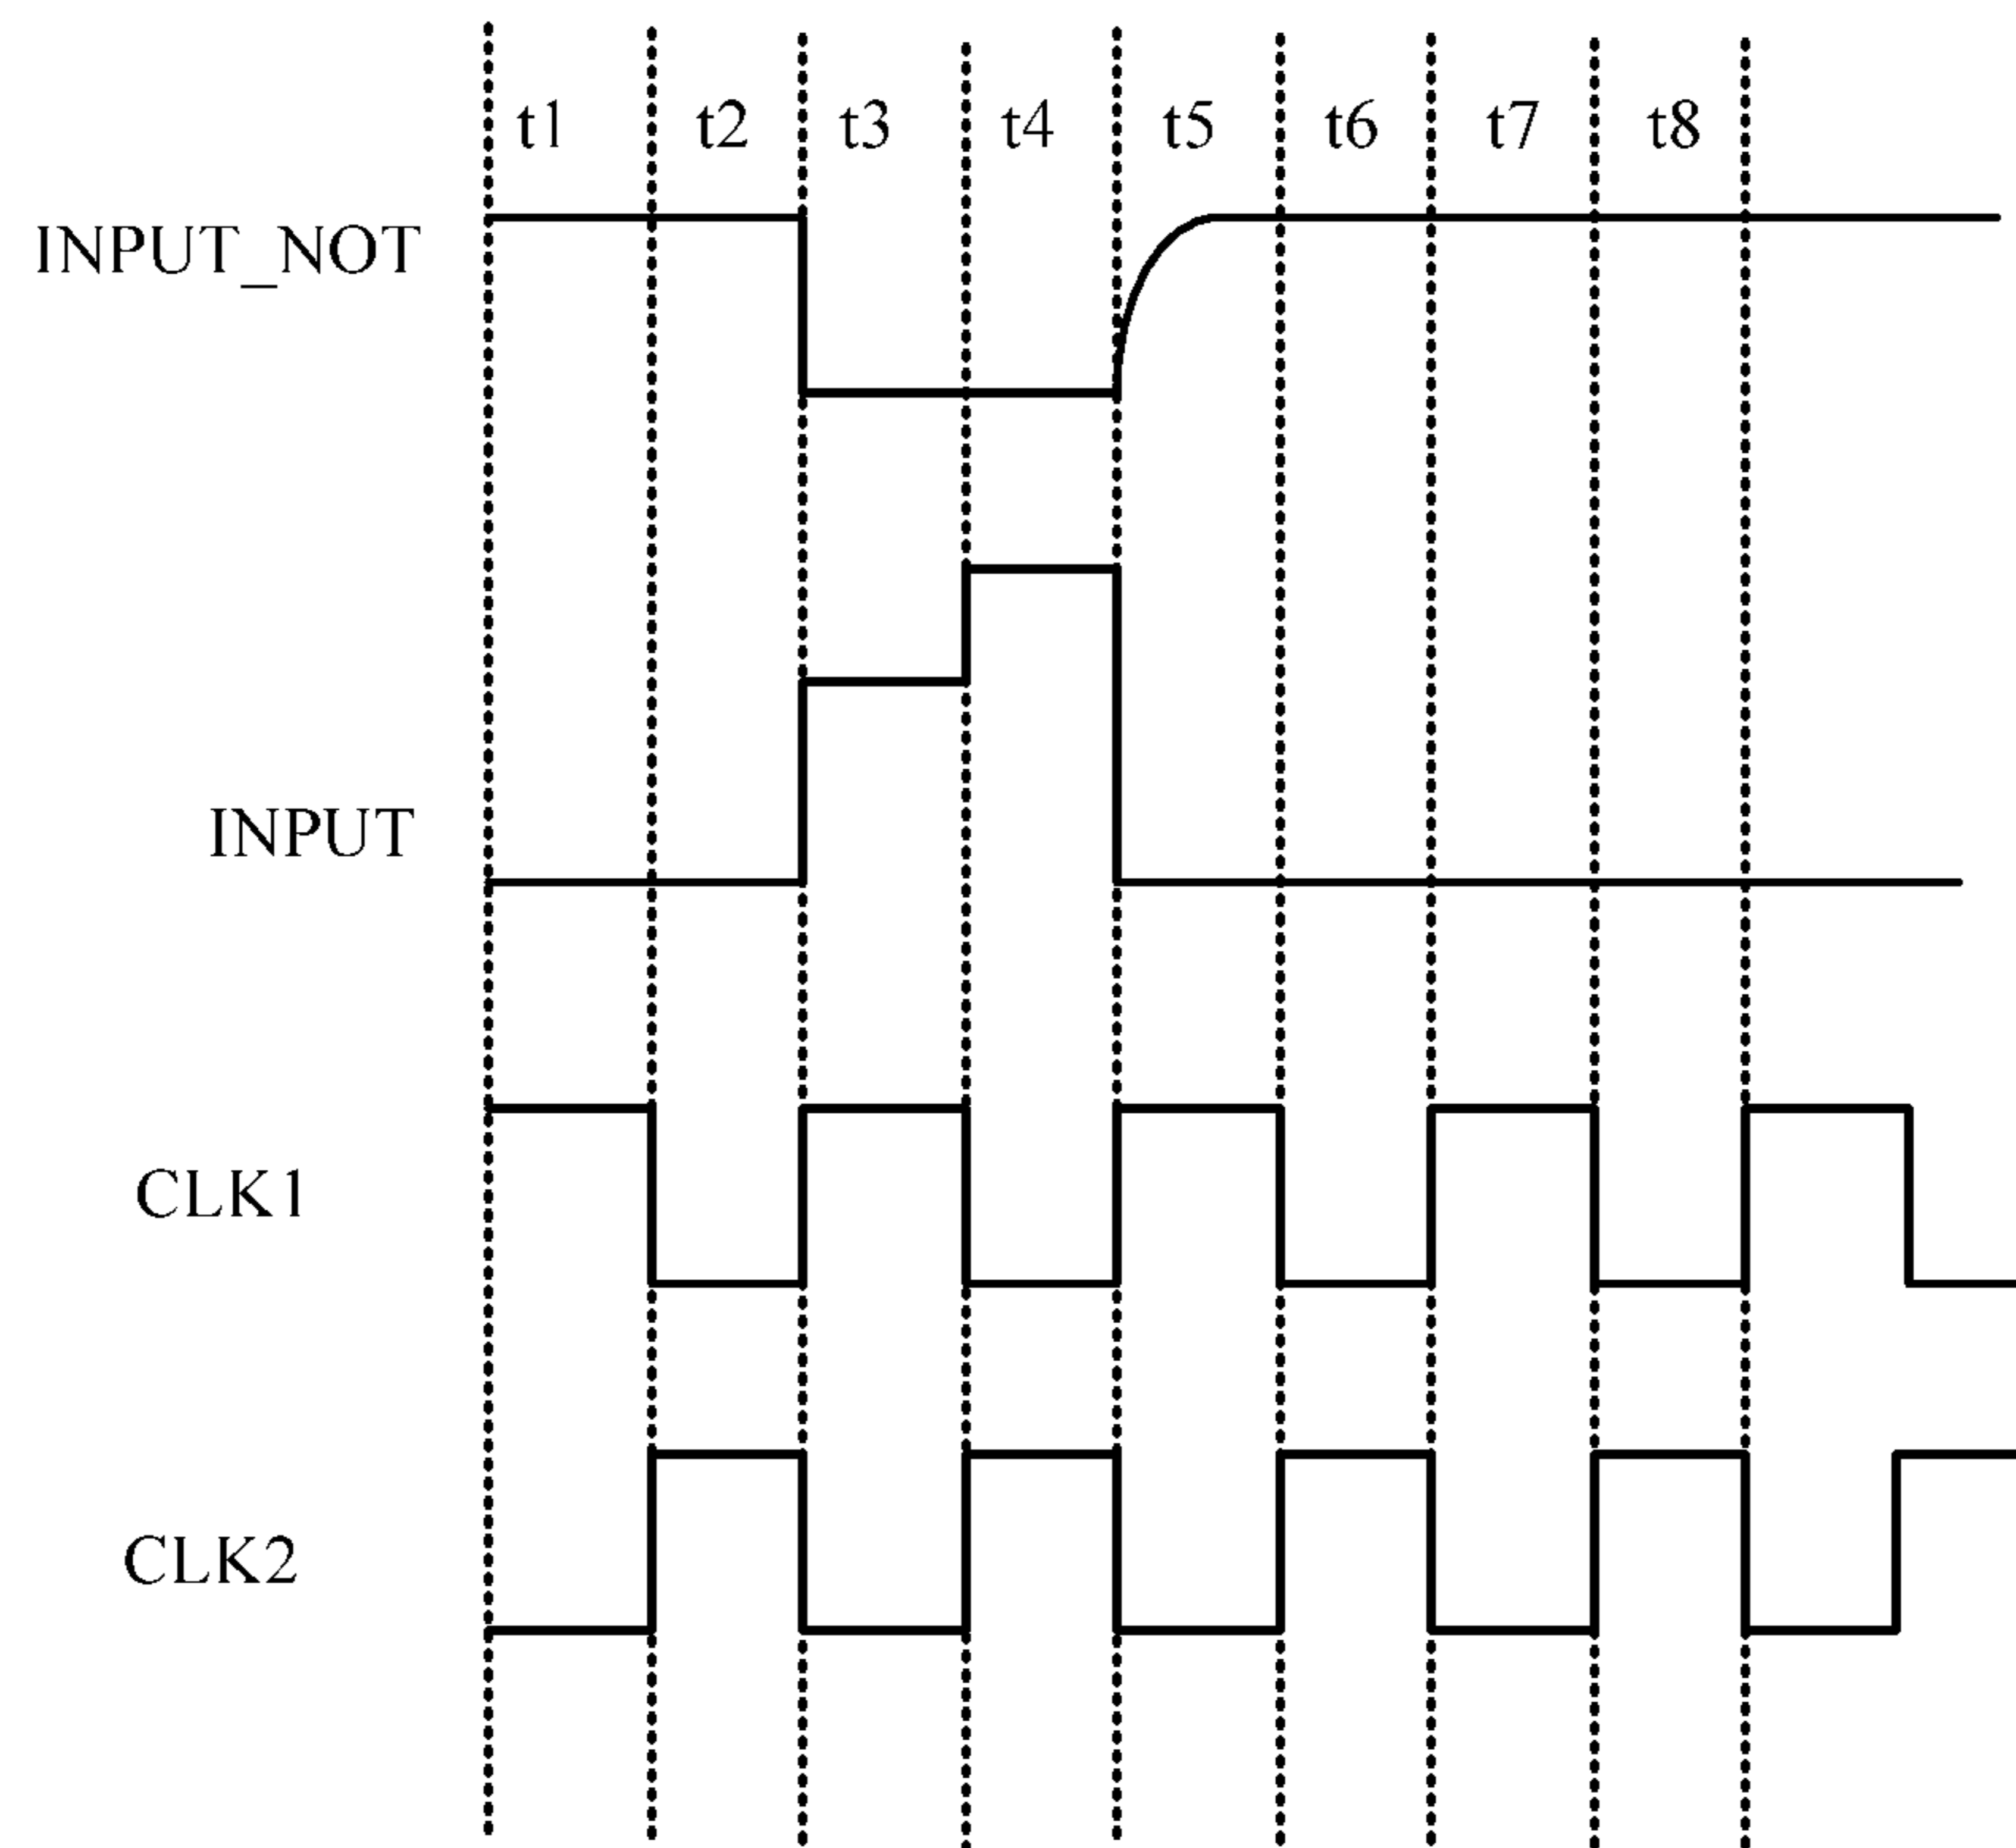 t1 t2 t3 t4 t5 t6 t7 t8
INPUT_NOT
INPUT
CLK1
CLK2